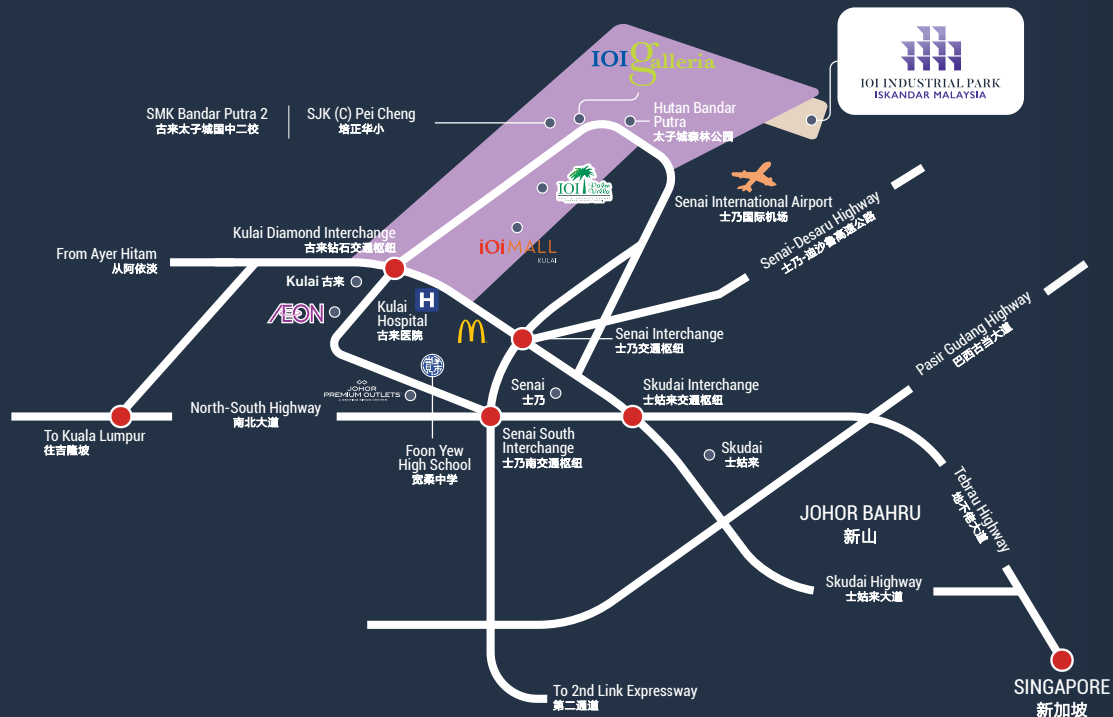 IOI galleria
IOI INDUSTRIAL PARK
ISKANDAR MALAYSIA
SMK Bandar Putra 2
古来太子城国中二校
SJK (C) Pei Cheng
培正华小
Hutan Bandar
Putra
太子城森林公园
IOI Palm Villa
Senai International Airport
士乃国际机场
Senai-Desaru Highway
士乃-迪沙鲁高速公路
Kulai Diamond Interchange
古来钻石交通枢纽
iOi MALL
KULAI
From Ayer Hitam
从阿依淡
Kulai 古来
H
ÆON
Kulai
Hospital
古来医院
Senai Interchange
士乃交通枢纽
Pasir Gudang Highway
巴西古当大道
JOHOR
PREMIUM OUTLETS
Senai
士乃
Skudai Interchange
士姑来交通枢纽
North-South Highway
南北大道
To Kuala Lumpur
往吉隆坡
Foon Yew
High School
宽柔中学
Senai South
Interchange
士乃南交通枢纽
Skudai
士姑来
Tebrau Highway
地不佬大道
JOHOR BAHRU
新山
Skudai Highway
士姑来大道
To 2nd Link Expressway
第二通道
SINGAPORE
新加坡